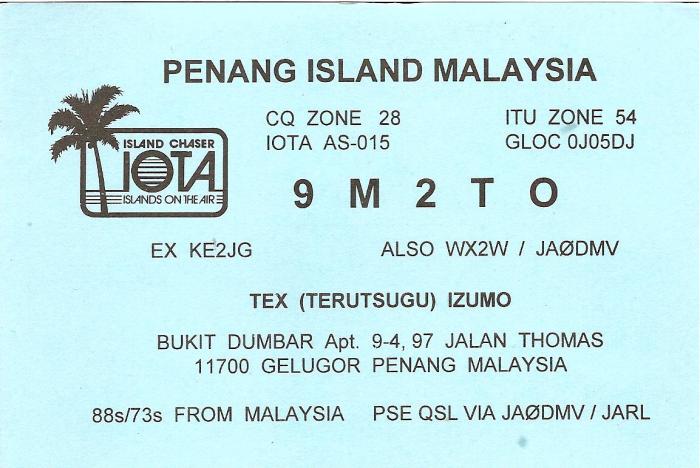 PENANG ISLAND MALAYSIA
CQ ZONE 28 ITU ZONE 54
IOTA AS-015 GLOC 0J05DJ
ISLAND CHASER
IOTA
ISLANDS ON THE AIR
9 M 2 T O
EX KE2JG ALSO WX2W / JAØDMV
TEX (TERUTSUGU) IZUMO
BUKIT DUMBAR Apt. 9-4, 97 JALAN THOMAS
11700 GELUGOR PENANG MALAYSIA
88s/73s FROM MALAYSIA PSE QSL VIA JAØDMV / JARL